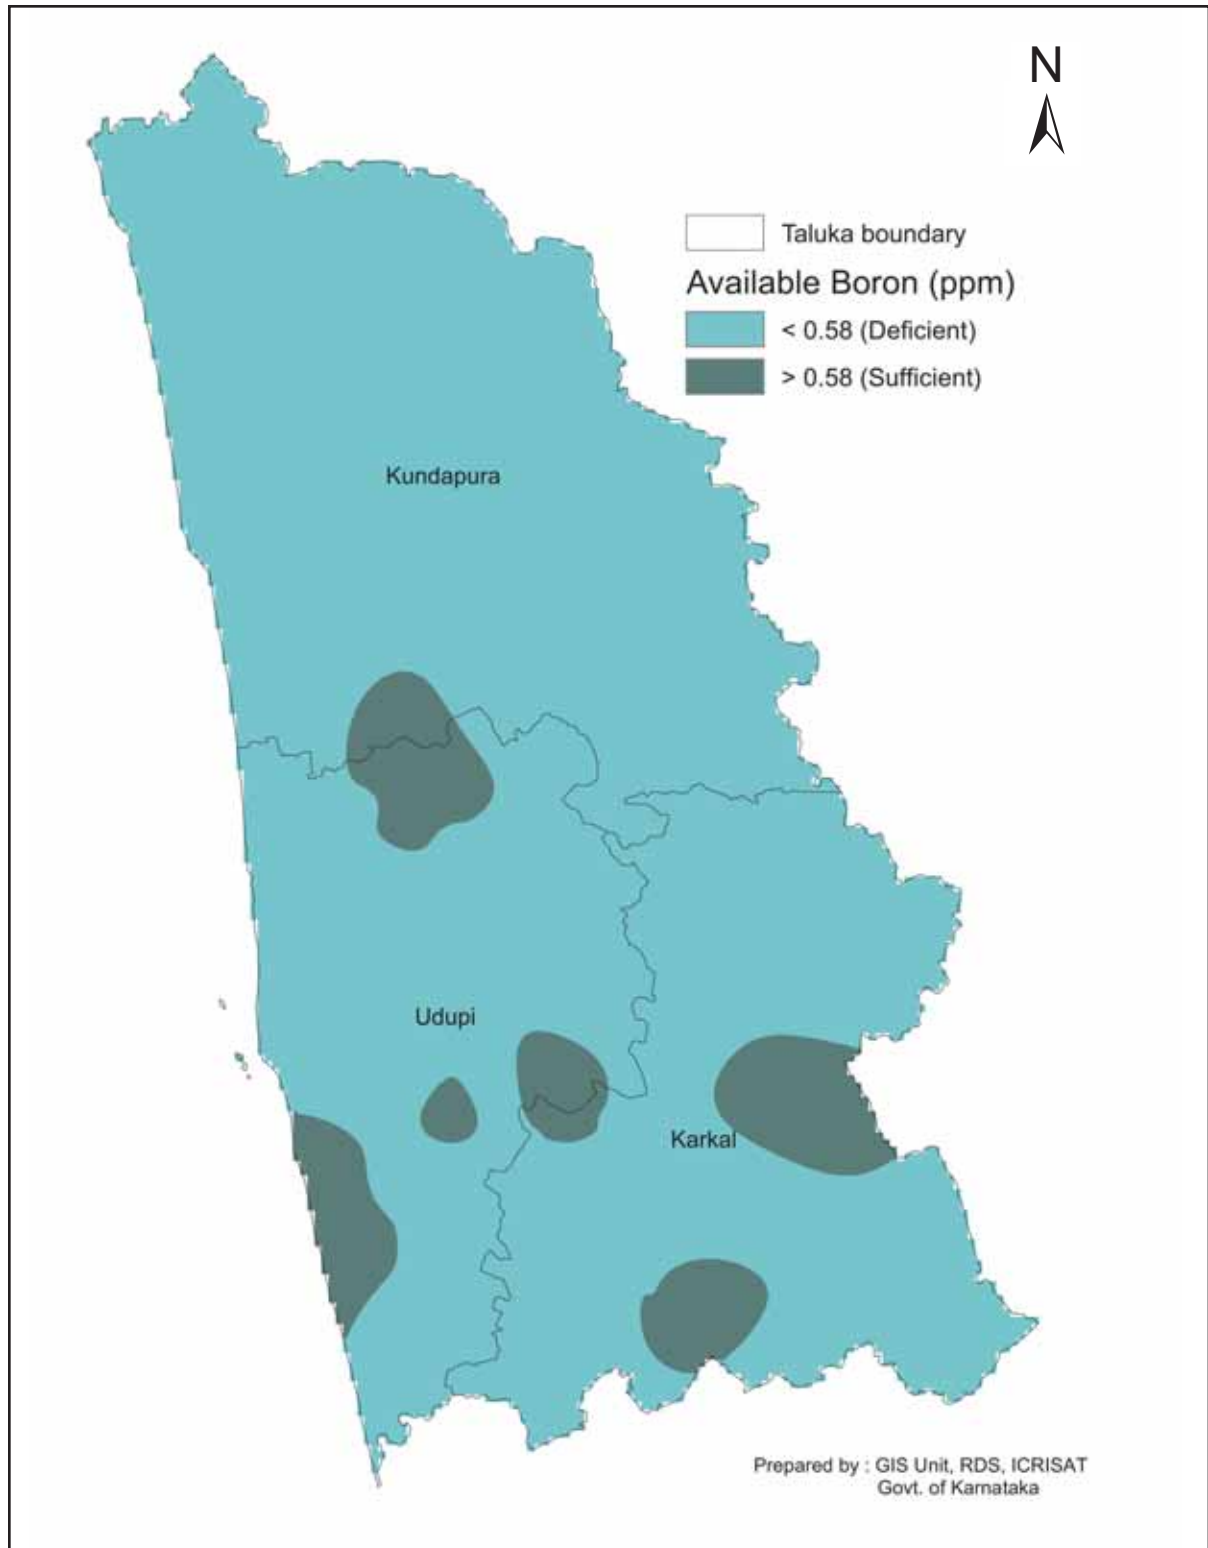 N
Taluka boundary
Available Boron (ppm)
< 0.58 (Deficient)
> 0.58 (Sufficient)
Kundapura
Udupi
Karkal
Prepared by : GIS Unit, RDS, ICRISAT
Govt. of Karnataka